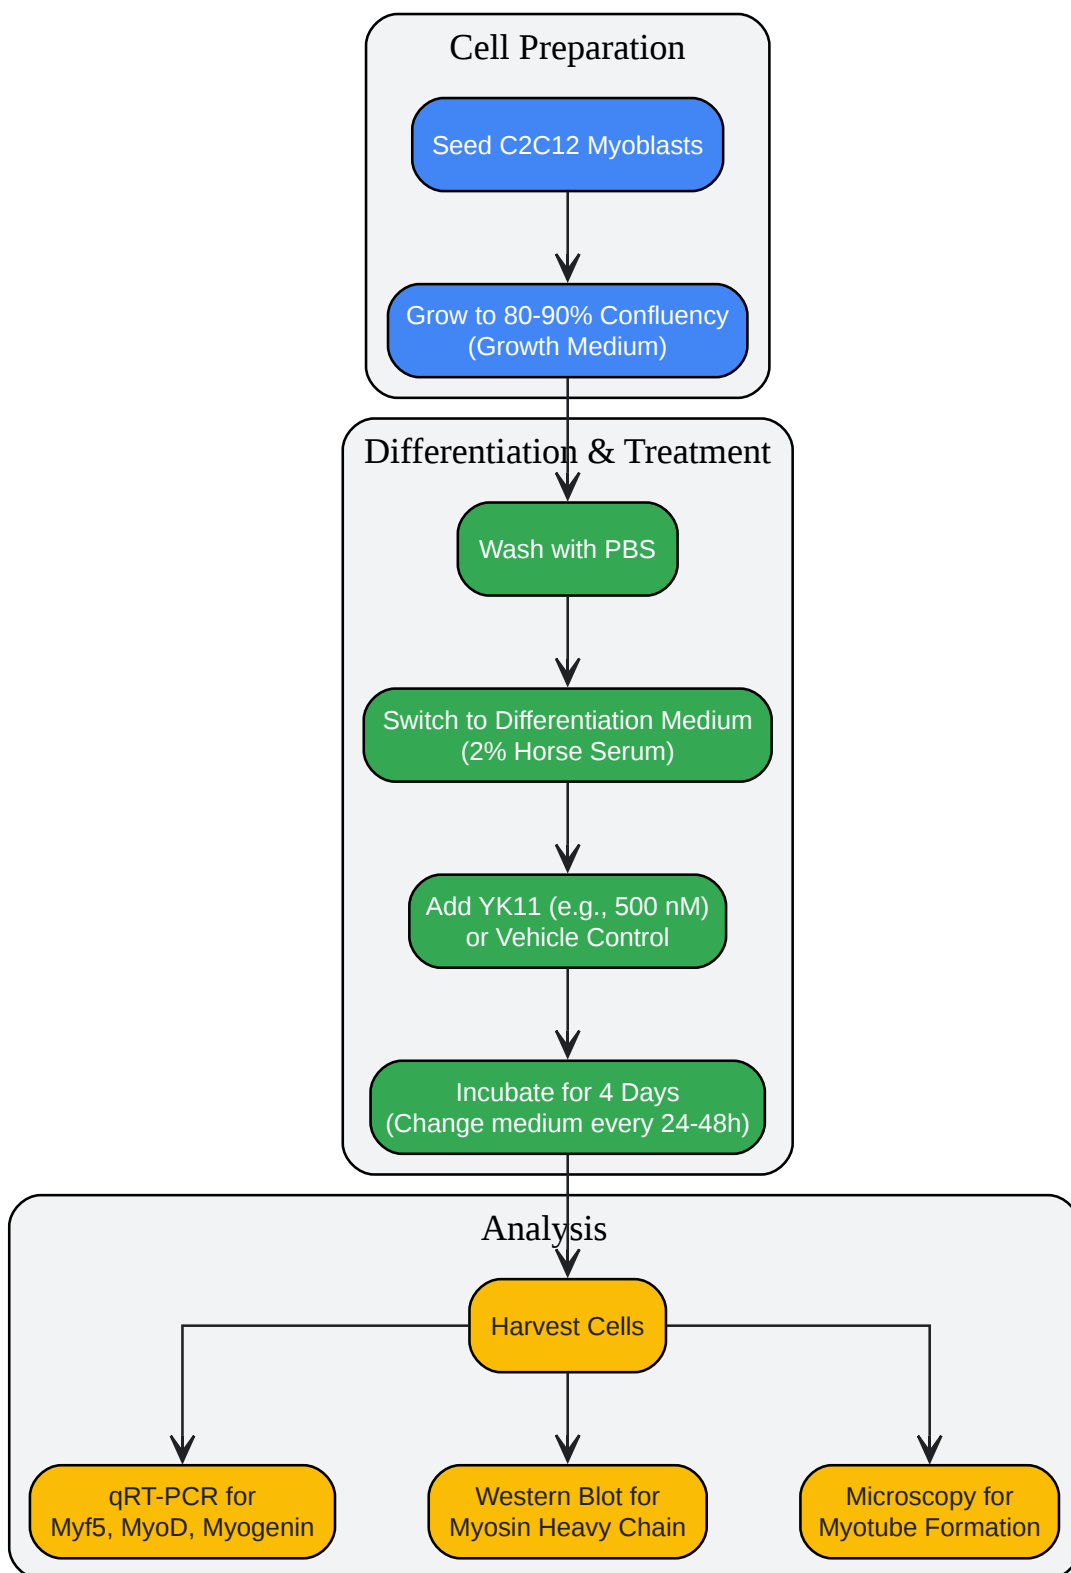 Cell Preparation
Seed C2C12 Myoblasts
Grow to 80-90% Confluency
(Growth Medium)
Differentiation & Treatment
Wash with PBS
Switch to Differentiation Medium
(2% Horse Serum)
Add YK11 (e.g., 500 nM)
or Vehicle Control
Incubate for 4 Days
(Change medium every 24-48h)
Analysis
Harvest Cells
qRT-PCR for
Myf5, MyoD, Myogenin
Western Blot for
Myosin Heavy Chain
Microscopy for
Myotube Formation